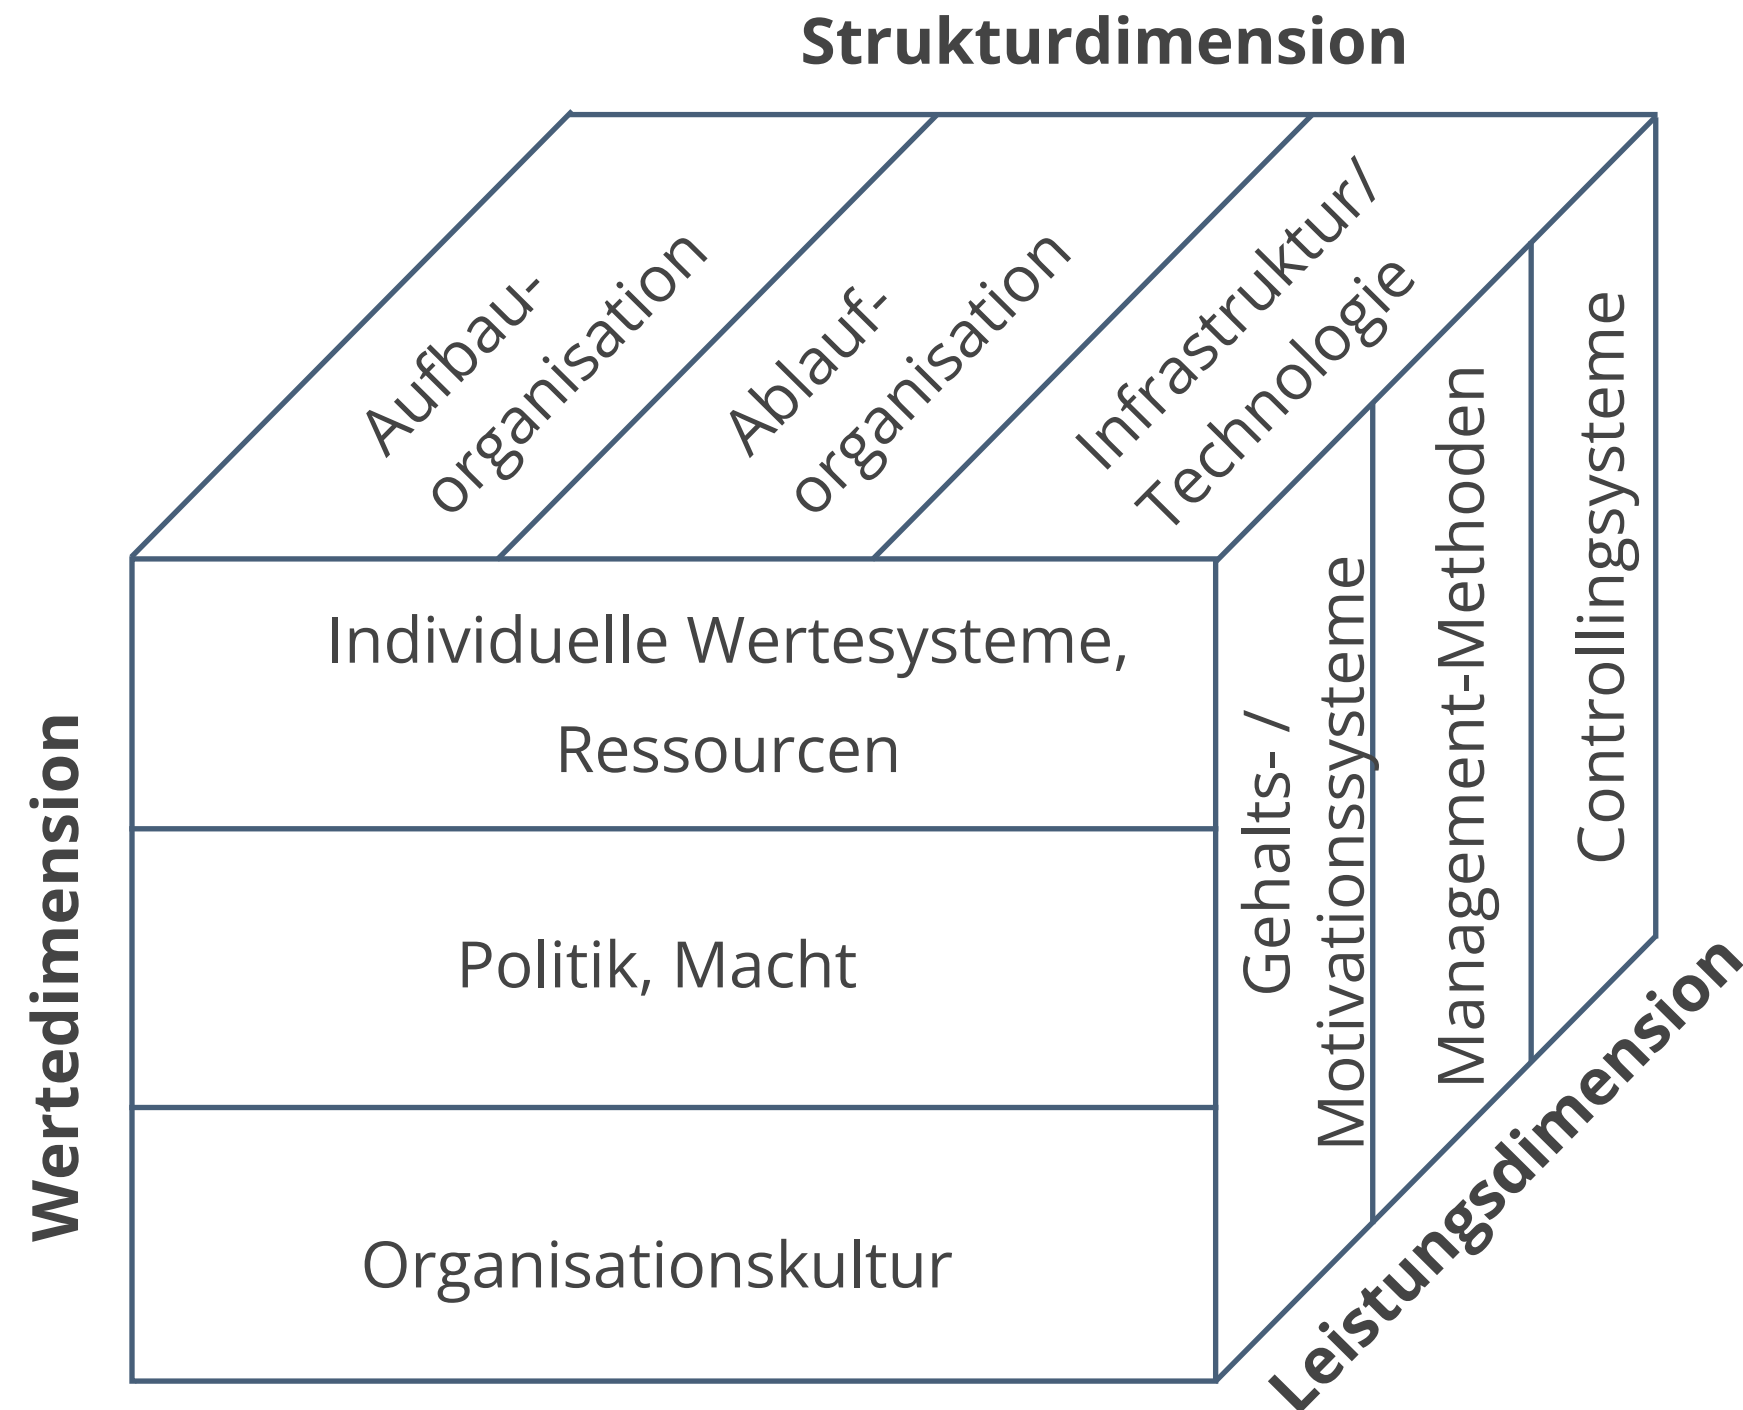 Strukturdimension
Aufbau-
organisation
Ablauf-
organisation
Infrastruktur/
Technologie
Wertedimension
Individuelle Wertesysteme,
Ressourcen
Politik, Macht
Organisationskultur
Gehalts- /
Motivationssysteme
Management-Methoden
Controllingsysteme
Leistungsdimension